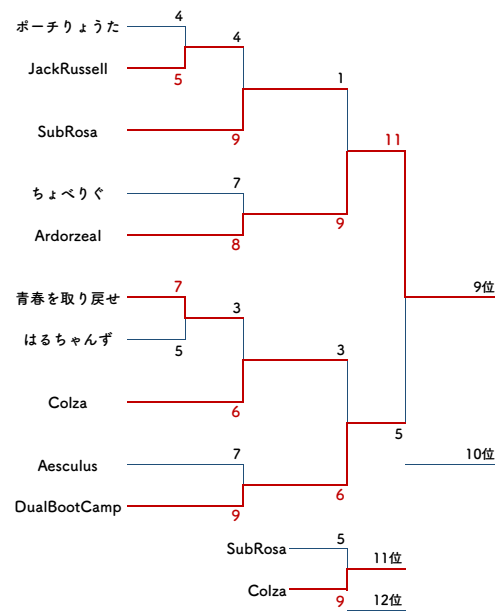 ポーチりょうた 4
4
JackRussell 5
1
SubRosa 9
11
ちょべりぐ 7
Ardorzeal 8
9
9位
青春を取り戻せ 7
3
はるちゃんず 5
3
Colza 6
5
Aesculus 7
10位
DualBootCamp 9
6
SubRosa 5
11位
Colza 9
12位